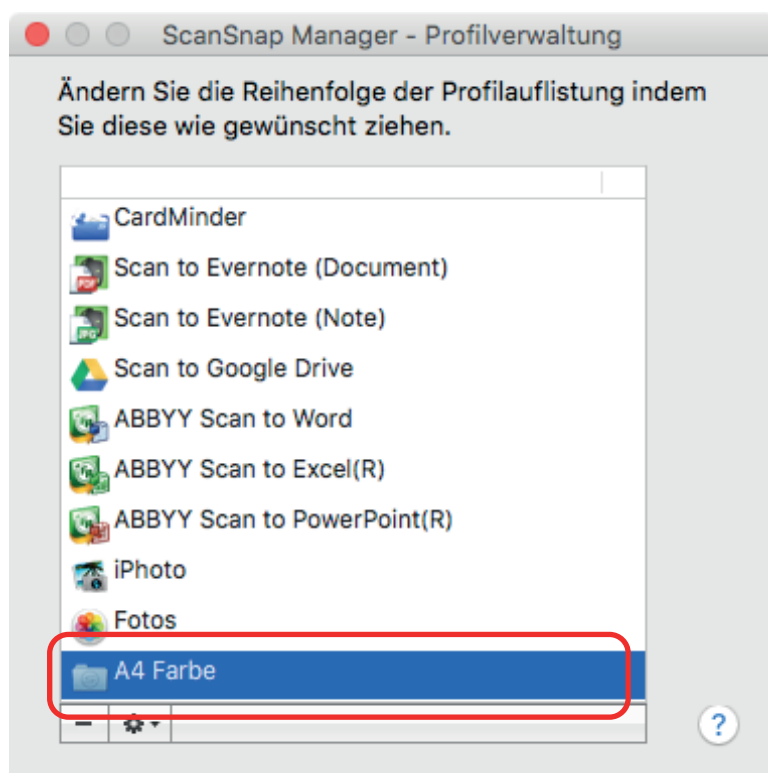 ScanSnap Manager - Profilverwaltung
Ändern Sie die Reihenfolge der Profilauflistung indem
Sie diese wie gewünscht ziehen.
CardMinder
PDF
Scan to Evernote (Document)
JPG
Scan to Evernote (Note)
Scan to Google Drive
ABBYY Scan to Word
ABBYY Scan to Excel(R)
ABBYY Scan to PowerPoint(R)
iPhoto
Fotos
A4 Farbe
?